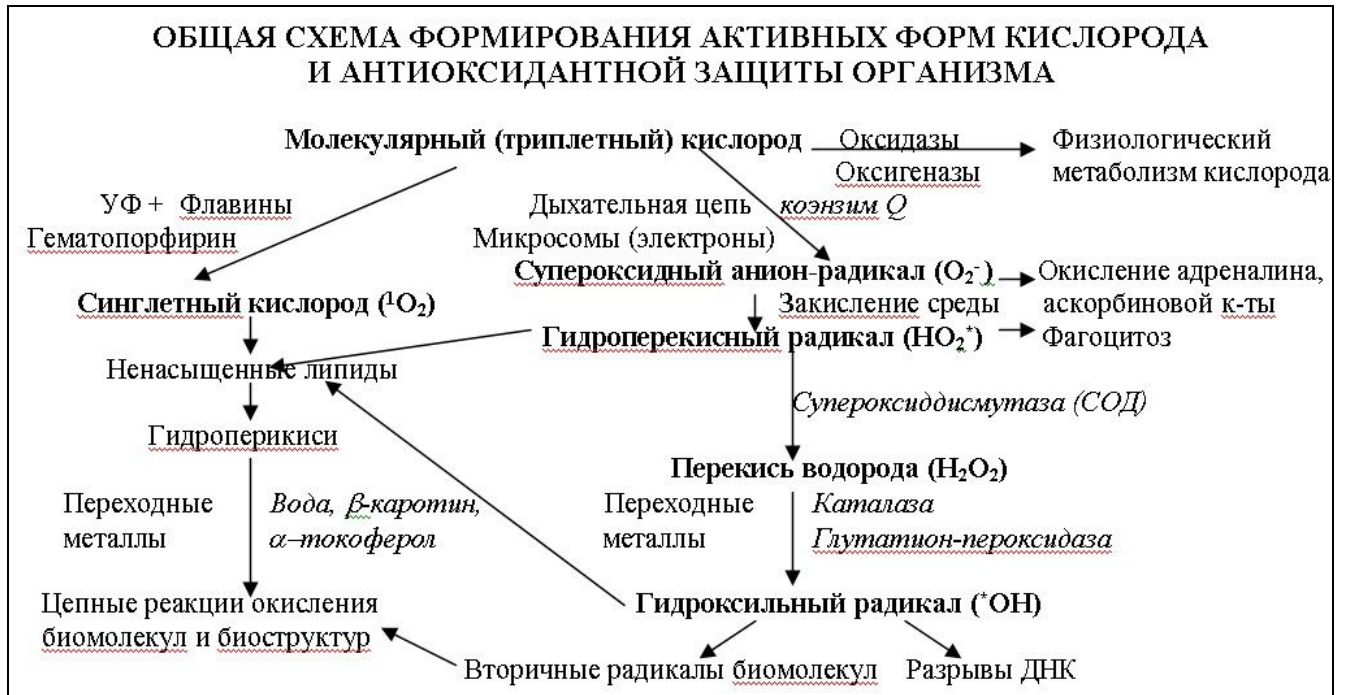 ОБЩАЯ СХЕМА ФОРМИРОВАНИЯ АКТИВНЫХ ФОРМ КИСЛОРОДА
И АНТИОКСИДАНТНОЙ ЗАЩИТЫ ОРГАНИЗМА
Молекулярный (триплетный) кислород
Оксидазы
Оксигеназы
Физиологический
метаболизм кислорода
УФ + Флавины
Гематопорфирин
Дыхательная цепь
коэнзим Q
Микросомы (электроны)
Супероксидный анион-радикал (O₂⁻)
Окисление адреналина,
аскорбиновой к-ты
Синглетный кислород (¹O₂)
Закисление среды
Гидроперекисный радикал (HO₂*)
Фагоцитоз
Ненасыщенные липиды
Супероксиддисмутаза (СОД)
Гидроперикиси
Перекись водорода (H₂O₂)
Переходные
металлы
Вода, β-каротин,
α–токоферол
Переходные
металлы
Каталаза
Глутатион-пероксидаза
Цепные реакции окисления
биомолекул и биоструктур
Гидроксильный радикал (*OH)
Вторичные радикалы биомолекул
Разрывы ДНК